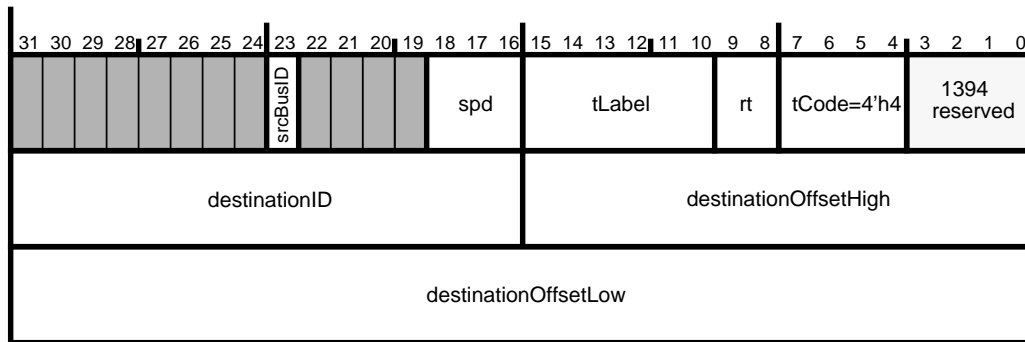 31 30 29 28 27 26 25 24 23 22 21 20 19 18 17 16 15 14 13 12 11 10 9 8 7 6 5 4 3 2 1 0
srcBusID spd tLabel rt tCode=4’h4 1394
reserved
destinationID destinationOffsetHigh
destinationOffsetLow